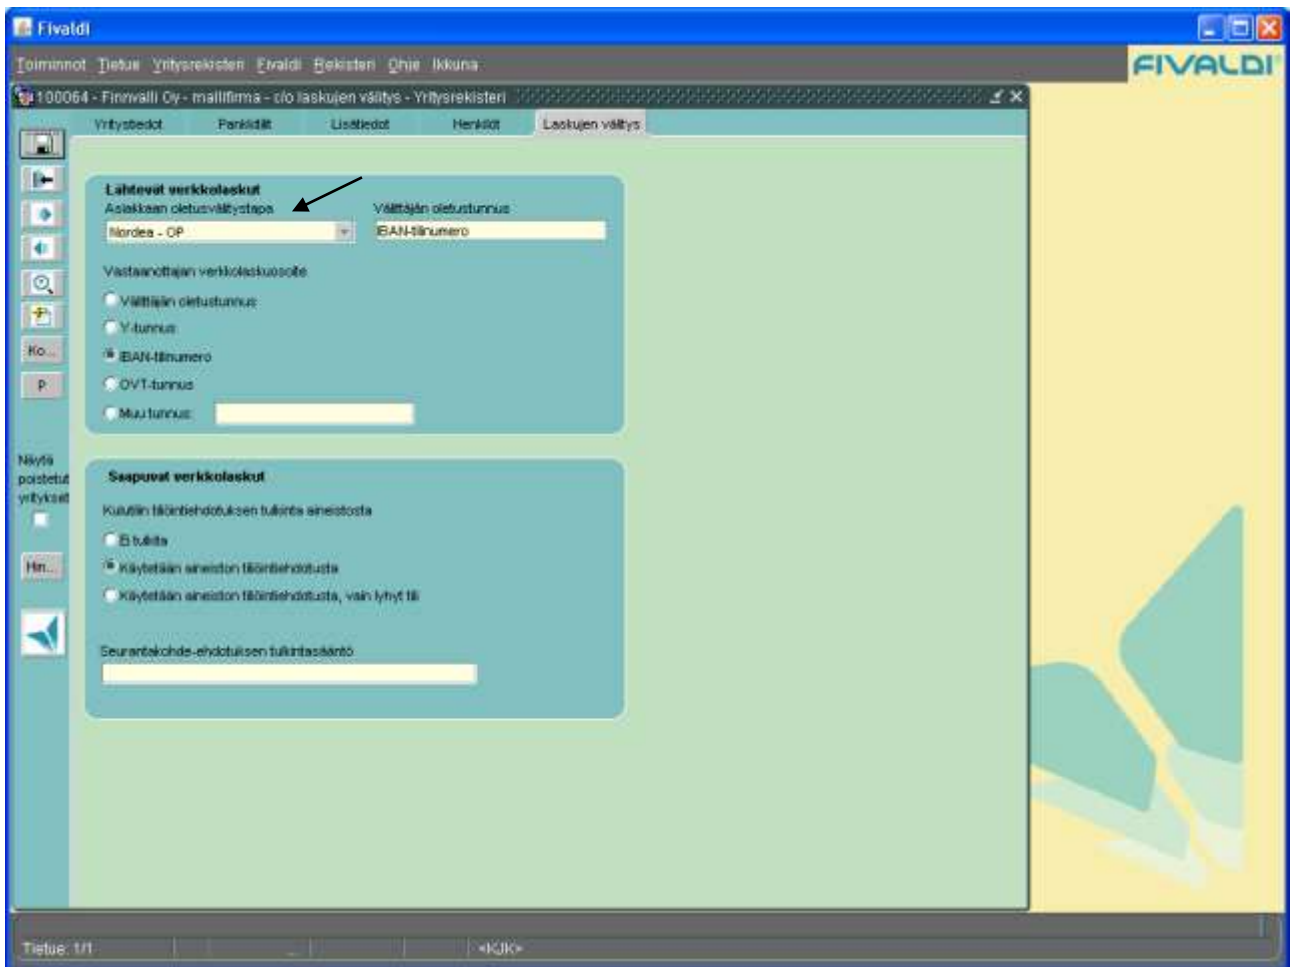 Fivaldi
Toiminnot Tietue Yritysrekisteri Fivaldi Rekisteri Ohje Ikkuna
FIVALDI
100064 - Finnvalli Oy - mallifirma - c/o laskujen välitys - Yritysrekisteri
Yritystiedot Pankkitilit Lisätiedot Henkilöt Laskujen välitys
Lähtevät verkkolaskut
Asiakkaan oletusvälitystapa Välittäjän oletustunnus
Nordea - OP IBAN-tilinumero
Vastaanottajan verkkolaskuosoite
Välittäjän oletustunnus
Y-tunnus
Ko...
IBAN-tilinumero
P
OVT-tunnus
Muu tunnus:
Näytä
poistetut
yritykset
Saapuvat verkkolaskut
Kulutilin tiliöintiehdotuksen tulkinta aineistosta
Ei tulkita
Hin...
Käytetään aineiston tiliöintiehdotusta
Käytetään aineiston tiliöintiehdotusta, vain lyhyt tili
Seurantakohde-ehdotuksen tulkintasääntö
Tietue: 1/1 ... <KJK>